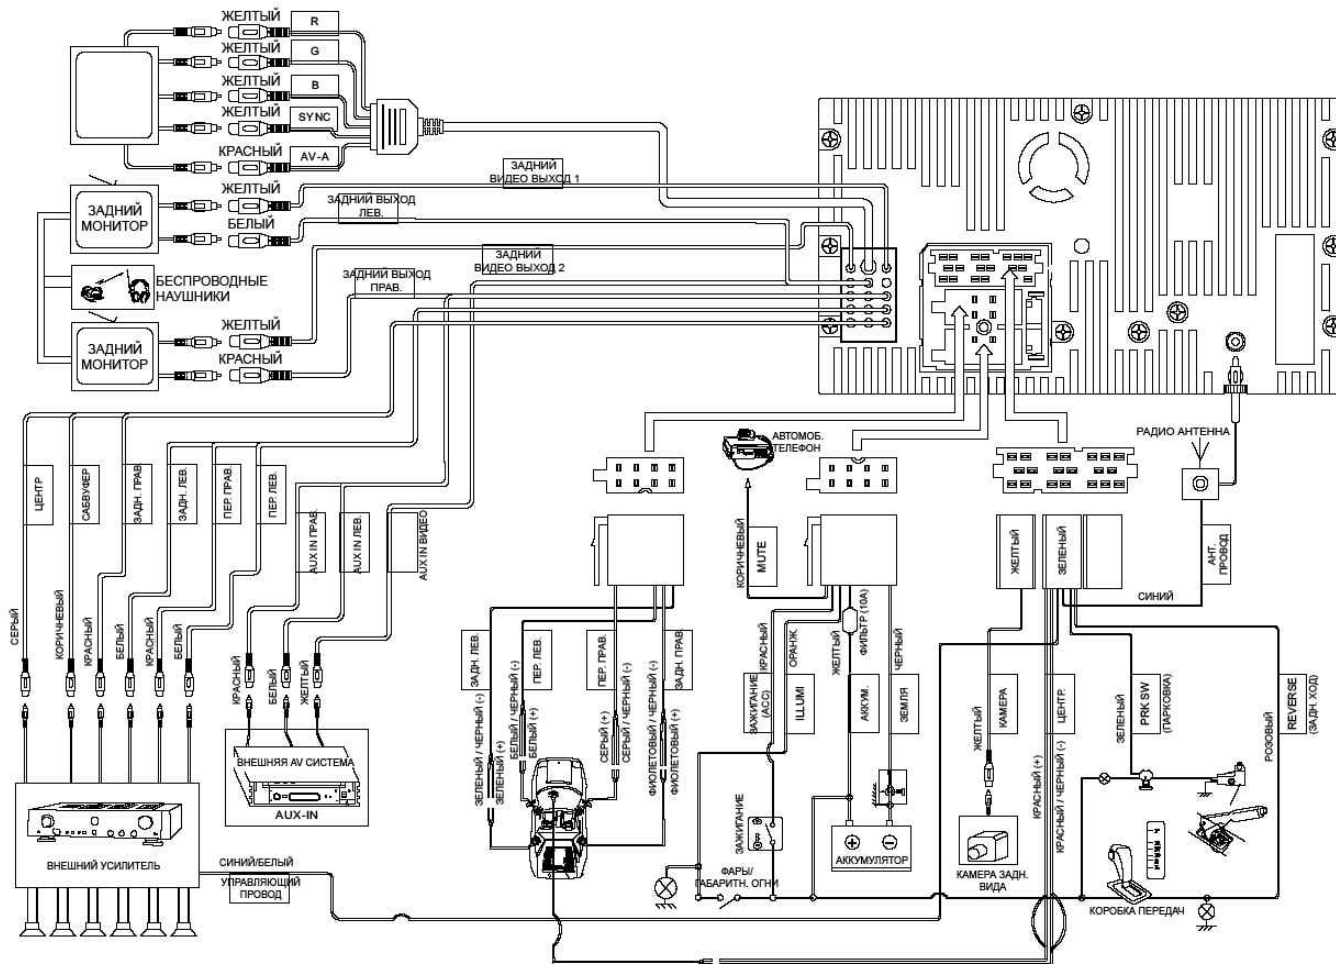 ЖЕЛТЫЙ
R
ЖЕЛТЫЙ
G
ЖЕЛТЫЙ
B
ЖЕЛТЫЙ
SYNC
КРАСНЫЙ
AV-A
ЗАДНИЙ
ВИДЕО ВЫХОД 1
ЗАДНИЙ
МОНИТОР
ЖЕЛТЫЙ
БЕЛЫЙ
ЗАДНИЙ ВЫХОД
ЛЕВ.
ЗАДНИЙ
ВИДЕО ВЫХОД 2
БЕСПРОВОДНЫЕ
НАУШНИКИ
ЗАДНИЙ ВЫХОД
ПРАВ.
ЗАДНИЙ
МОНИТОР
ЖЕЛТЫЙ
КРАСНЫЙ
АВТОМОБ.
ТЕЛЕФОН
РАДИО АНТЕННА
ЦЕНТР
САБВУФЕР
ЗАДН. ПРАВ.
ЗАДН. ЛЕВ.
ПЕР. ПРАВ.
ПЕР. ЛЕВ.
AUX IN ПРАВ.
AUX IN ЛЕВ.
AUX IN ВИДЕО
КОРИЧНЕВЫЙ
MUTE
ЖЕЛТЫЙ
ЗЕЛЕНЫЙ
АНТ.
ПРОВОД
СИНИЙ
СЕРЫЙ
КОРИЧНЕВЫЙ
КРАСНЫЙ
БЕЛЫЙ
КРАСНЫЙ
БЕЛЫЙ
КРАСНЫЙ
БЕЛЫЙ
ЖЕЛТЫЙ
ЗАДН. ЛЕВ.
ПЕР. ЛЕВ.
ПЕР. ПРАВ.
ЗАДН. ПРАВ.
ЗЕЛЕНЫЙ / ЧЕРНЫЙ (-)
ЗЕЛЕНЫЙ (+)
БЕЛЫЙ / ЧЕРНЫЙ (-)
БЕЛЫЙ (+)
СЕРЫЙ (+)
СЕРЫЙ / ЧЕРНЫЙ (-)
ФИОЛЕТОВЫЙ / ЧЕРНЫЙ (-)
ФИОЛЕТОВЫЙ (+)
ЗАЖИГАНИЕ
(ACC)
КРАСНЫЙ
ILLUMI
ОРАНЖ.
ЖЕЛТЫЙ
ФИЛЬТР (10А)
АККУМ.
ЧЕРНЫЙ
ЗЕМЛЯ
ЖЕЛТЫЙ
КАМЕРА
КРАСНЫЙ (+)
ЦЕНТР.
КРАСНЫЙ / ЧЕРНЫЙ (-)
ЗЕЛЕНЫЙ
PRK SW
(ПАРКОВКА)
РОЗОВЫЙ
REVERSE
(ЗАДН. ХОД)
ВНЕШНЯЯ AV СИСТЕМА
AUX-IN
ВНЕШНИЙ УСИЛИТЕЛЬ
СИНИЙ/БЕЛЫЙ
УПРАВЛЯЮЩИЙ
ПРОВОД
ЗАЖИГАНИЕ
ФАРЫ/
ГАБАРИТН. ОГНИ
АККУМУЛЯТОР
КАМЕРА ЗАДН.
ВИДА
КОРОБКА ПЕРЕДАЧ